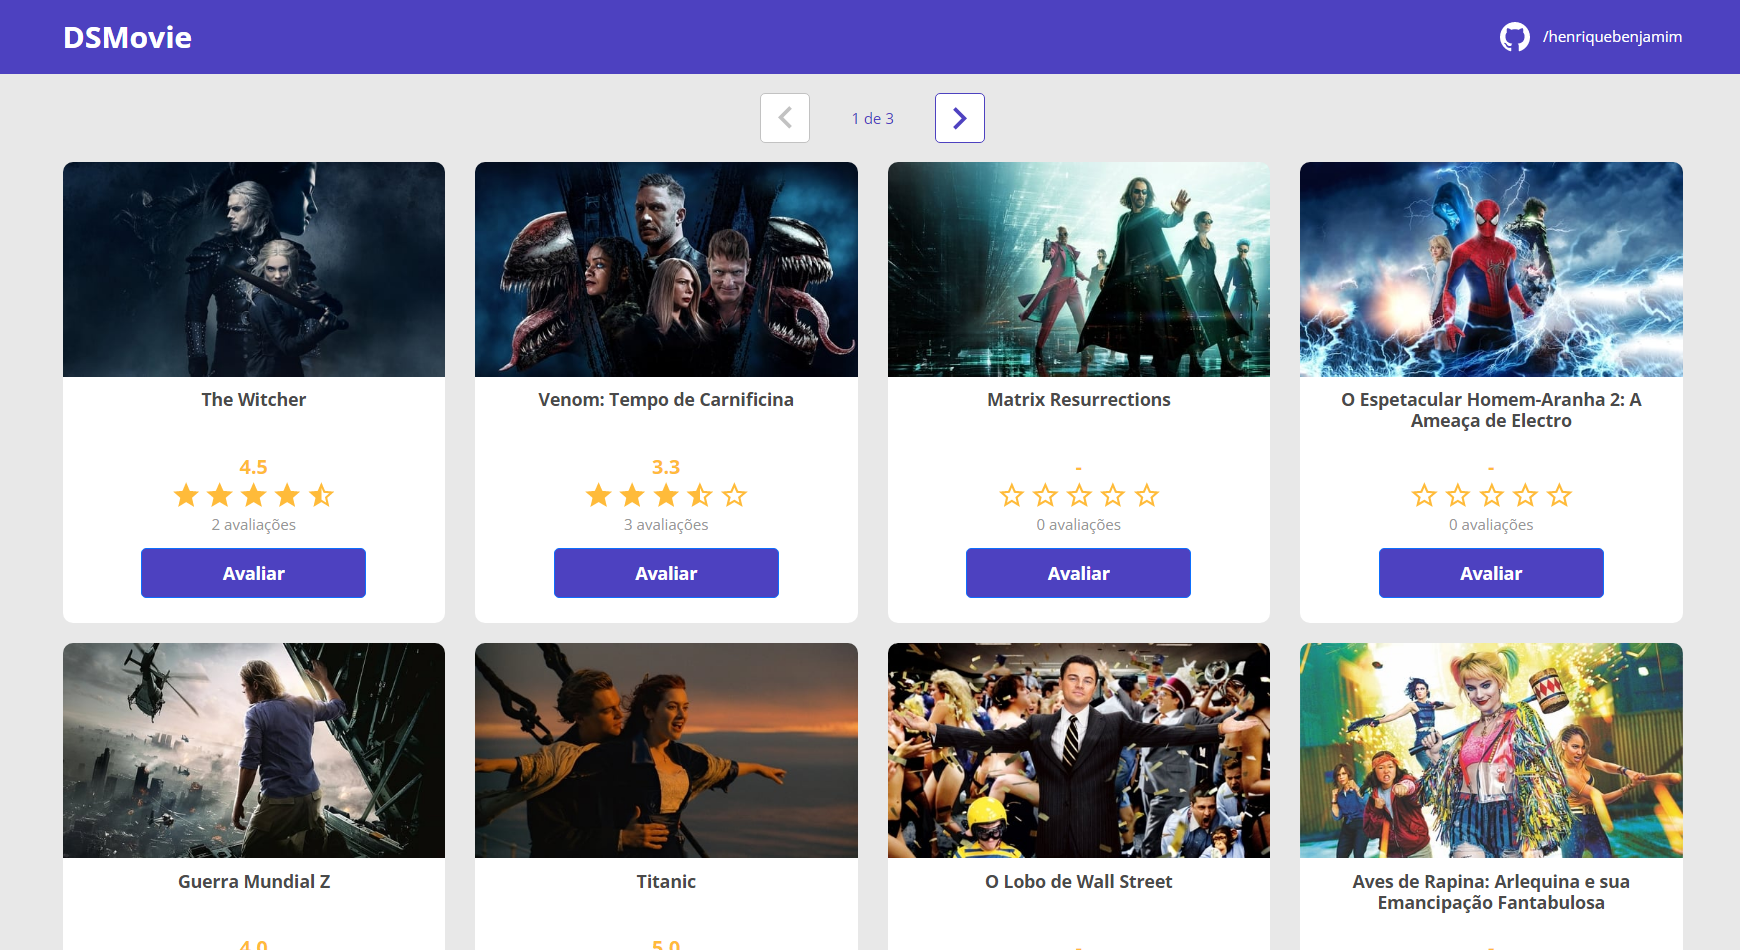 DSMovie
/henriquebenjamim
1 de 3
The Witcher
4.5
2 avaliações
Avaliar
Venom: Tempo de Carnificina
3.3
3 avaliações
Avaliar
Matrix Resurrections
-
0 avaliações
Avaliar
O Espetacular Homem-Aranha 2: A
Ameaça de Electro
-
0 avaliações
Avaliar
Guerra Mundial Z
4.0
Titanic
5.0
O Lobo de Wall Street
-
Aves de Rapina: Arlequina e sua
Emancipação Fantabulosa
-